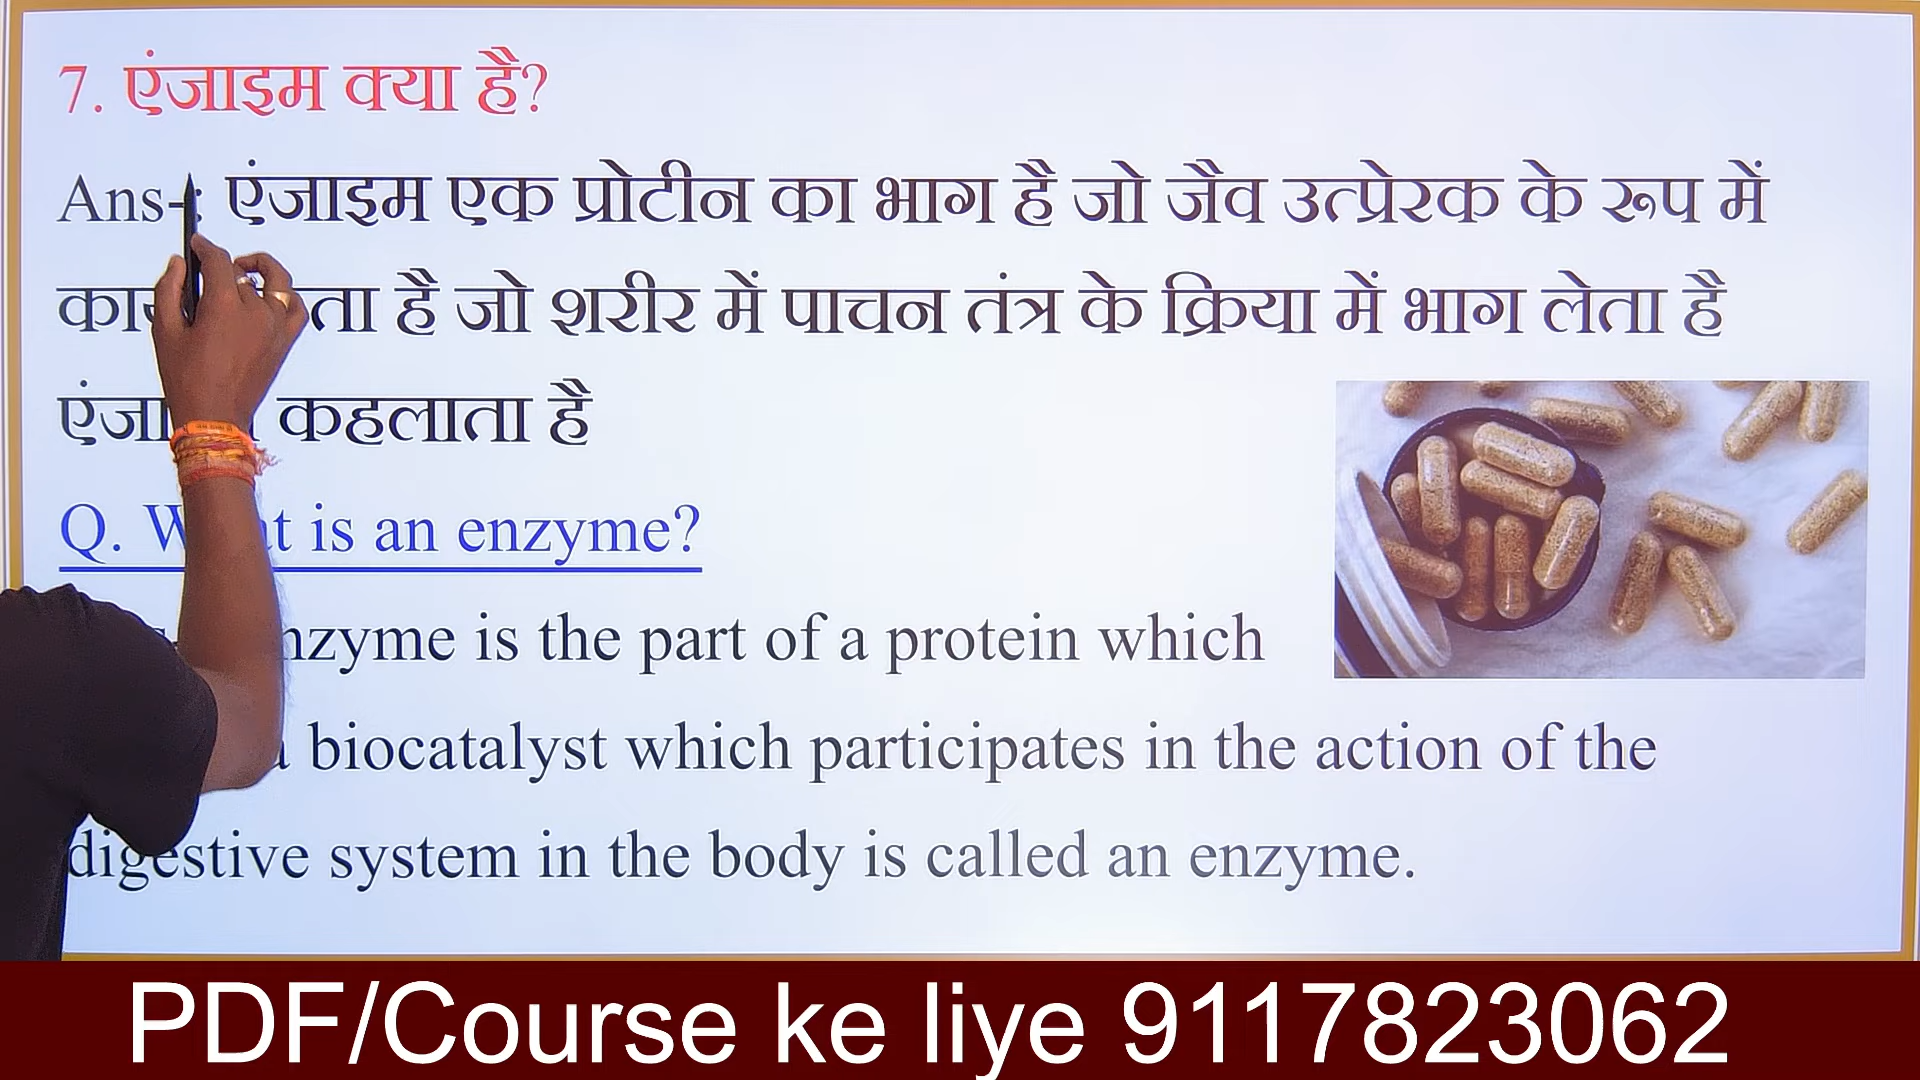 7. एंजाइम क्या है?
Ans-: एंजाइम एक प्रोटीन का भाग है जो जैव उत्प्रेरक के रूप में
है जो शरीर में पाचन तंत्र के क्रिया में भाग लेता है
कहलाता है
Q. What is an enzyme?
enzyme is the part of a protein which
a biocatalyst which participates in the action of the
digestive system in the body is called an enzyme.
PDF/Course ke liye 9117823062